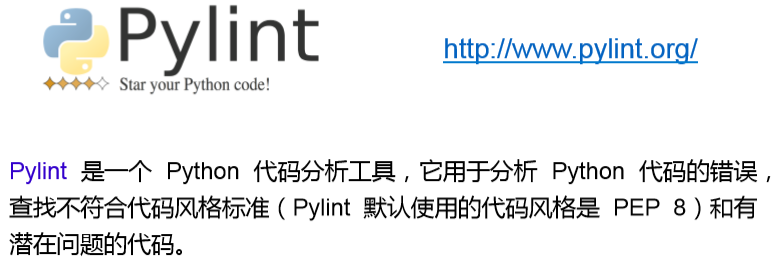 Pylint
Star your Python code!
http://www.pylint.org/
Pylint 是一个 Python 代码分析工具，它用于分析 Python 代码的错误，
查找不符合代码风格标准（Pylint 默认使用的代码风格是 PEP 8）和有
潜在问题的代码。